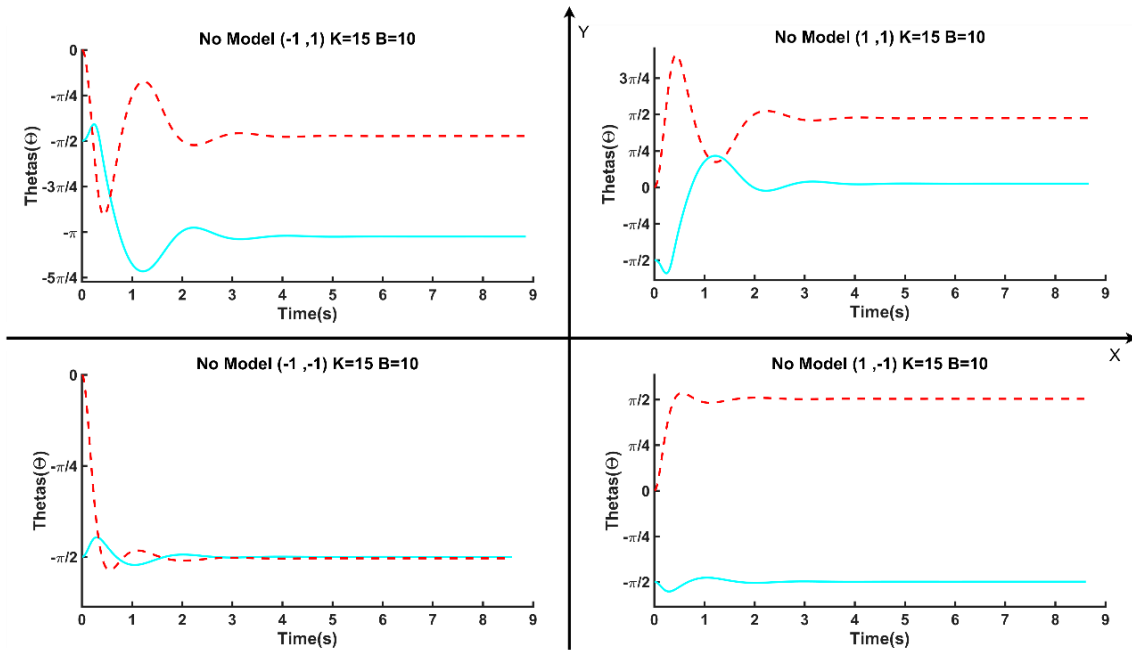 Y
No Model (-1 ,1) K=15 B=10
Thetas(Θ)
0
-π/4
-π/2
-3π/4
-π
-5π/4
0 1 2 3 4 5 6 7 8 9
Time(s)
No Model (1 ,1) K=15 B=10
Thetas(Θ)
3π/4
π/2
π/4
0
-π/4
-π/2
0 1 2 3 4 5 6 7 8 9
Time(s)
X
No Model (-1 ,-1) K=15 B=10
Thetas(Θ)
0
-π/4
-π/2
0 1 2 3 4 5 6 7 8 9
Time(s)
No Model (1 ,-1) K=15 B=10
Thetas(Θ)
π/2
π/4
0
-π/4
-π/2
0 1 2 3 4 5 6 7 8 9
Time(s)